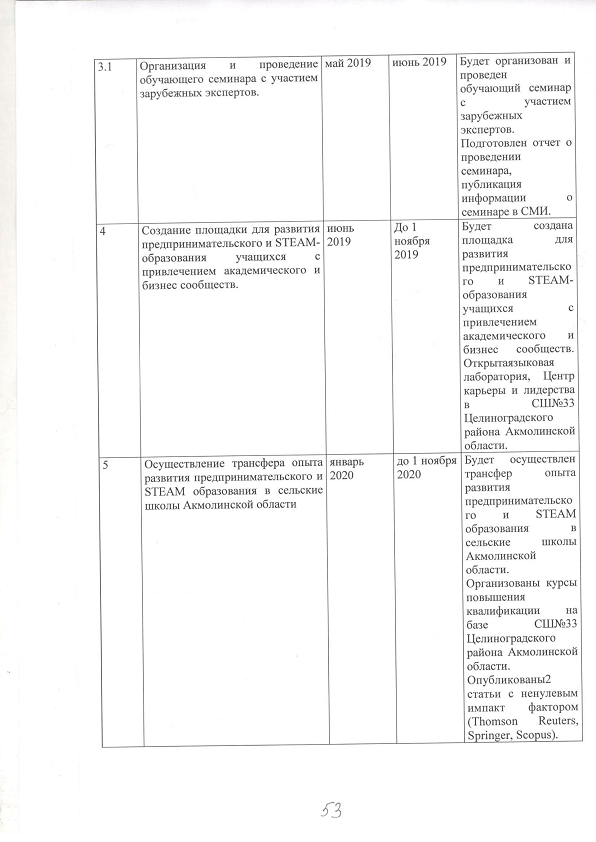 3.1
Организация и проведение
обучающего семинара с участием
зарубежных экспертов.
май 2019
июнь 2019
Будет организован и
проведен
обучающий семинар
с участием
зарубежных
экспертов.
Подготовлен отчет о
проведении
семинара,
публикация
информации о
семинаре в СМИ.
4
Создание площадки для развития
предпринимательского и STEAM-
образования учащихся с
привлечением академического и
бизнес сообществ.
июнь
2019
До 1
ноября
2019
Будет создана
площадка для
развития
предпринимательско
го и STEAM-
образования
учащихся с
привлечением
академического и
бизнес сообществ.
Открытаязыковая
лаборатория, Центр
карьеры и лидерства
в СШ№33
Целиноградского
района Акмолинской
области.
5
Осуществление трансфера опыта
развития предпринимательского и
STEAM образования в сельские
школы Акмолинской области
январь
2020
до 1 ноября
2020
Будет осуществлен
трансфер опыта
развития
предпринимательско
го и STEAM
образования в
сельские школы
Акмолинской
области.
Организованы курсы
повышения
квалификации на
базе СШ№33
Целиноградского
района Акмолинской
области.
Опубликованы2
статьи с ненулевым
импакт фактором
(Thomson Reuters,
Springer, Scopus).
53